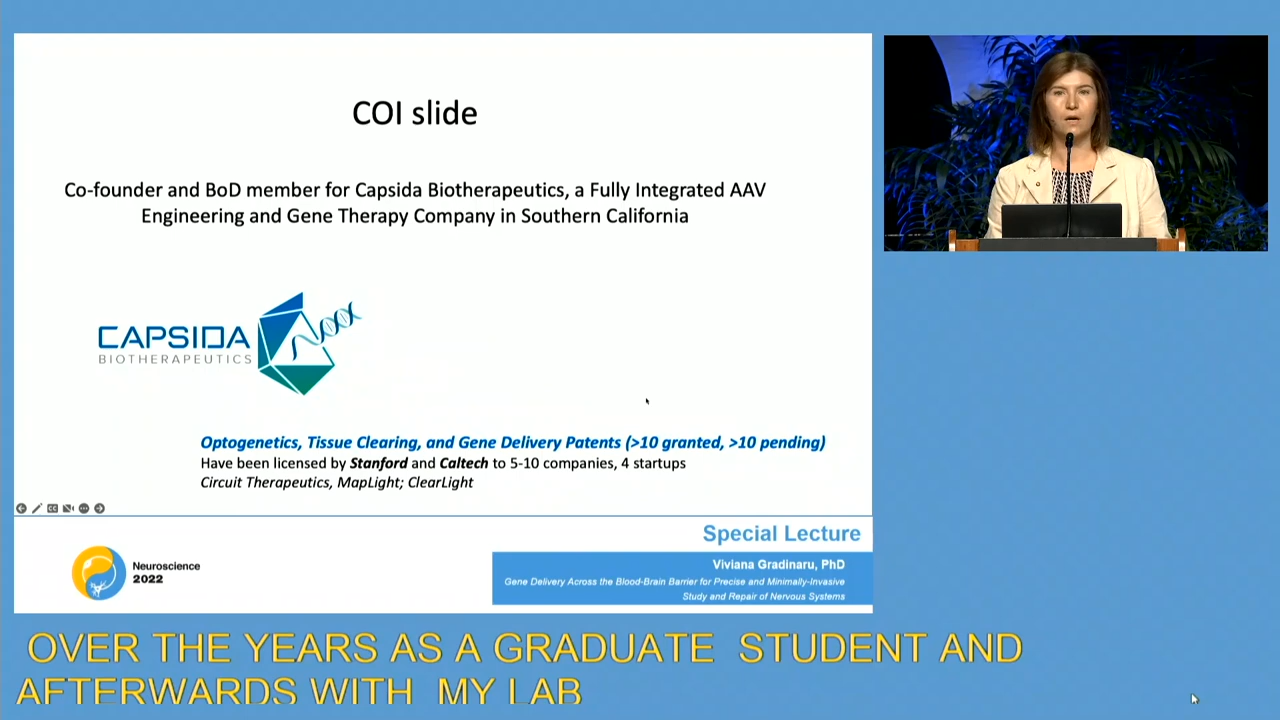 COI slide
Co-founder and BoD member for Capsida Biotherapeutics, a Fully Integrated AAV
Engineering and Gene Therapy Company in Southern California
CAPSIDA
BIOTHERAPEUTICS
Optogenetics, Tissue Clearing, and Gene Delivery Patents (>10 granted, >10 pending)
Have been licensed by Stanford and Caltech to 5-10 companies, 4 startups
Circuit Therapeutics, MapLight; ClearLight
Special Lecture
Neuroscience
2022
Viviana Gradinaru, PhD
Gene Delivery Across the Blood-Brain Barrier for Precise and Minimally-Invasive
Study and Repair of Nervous Systems
OVER THE YEARS AS A GRADUATE STUDENT AND
AFTERWARDS WITH MY LAB